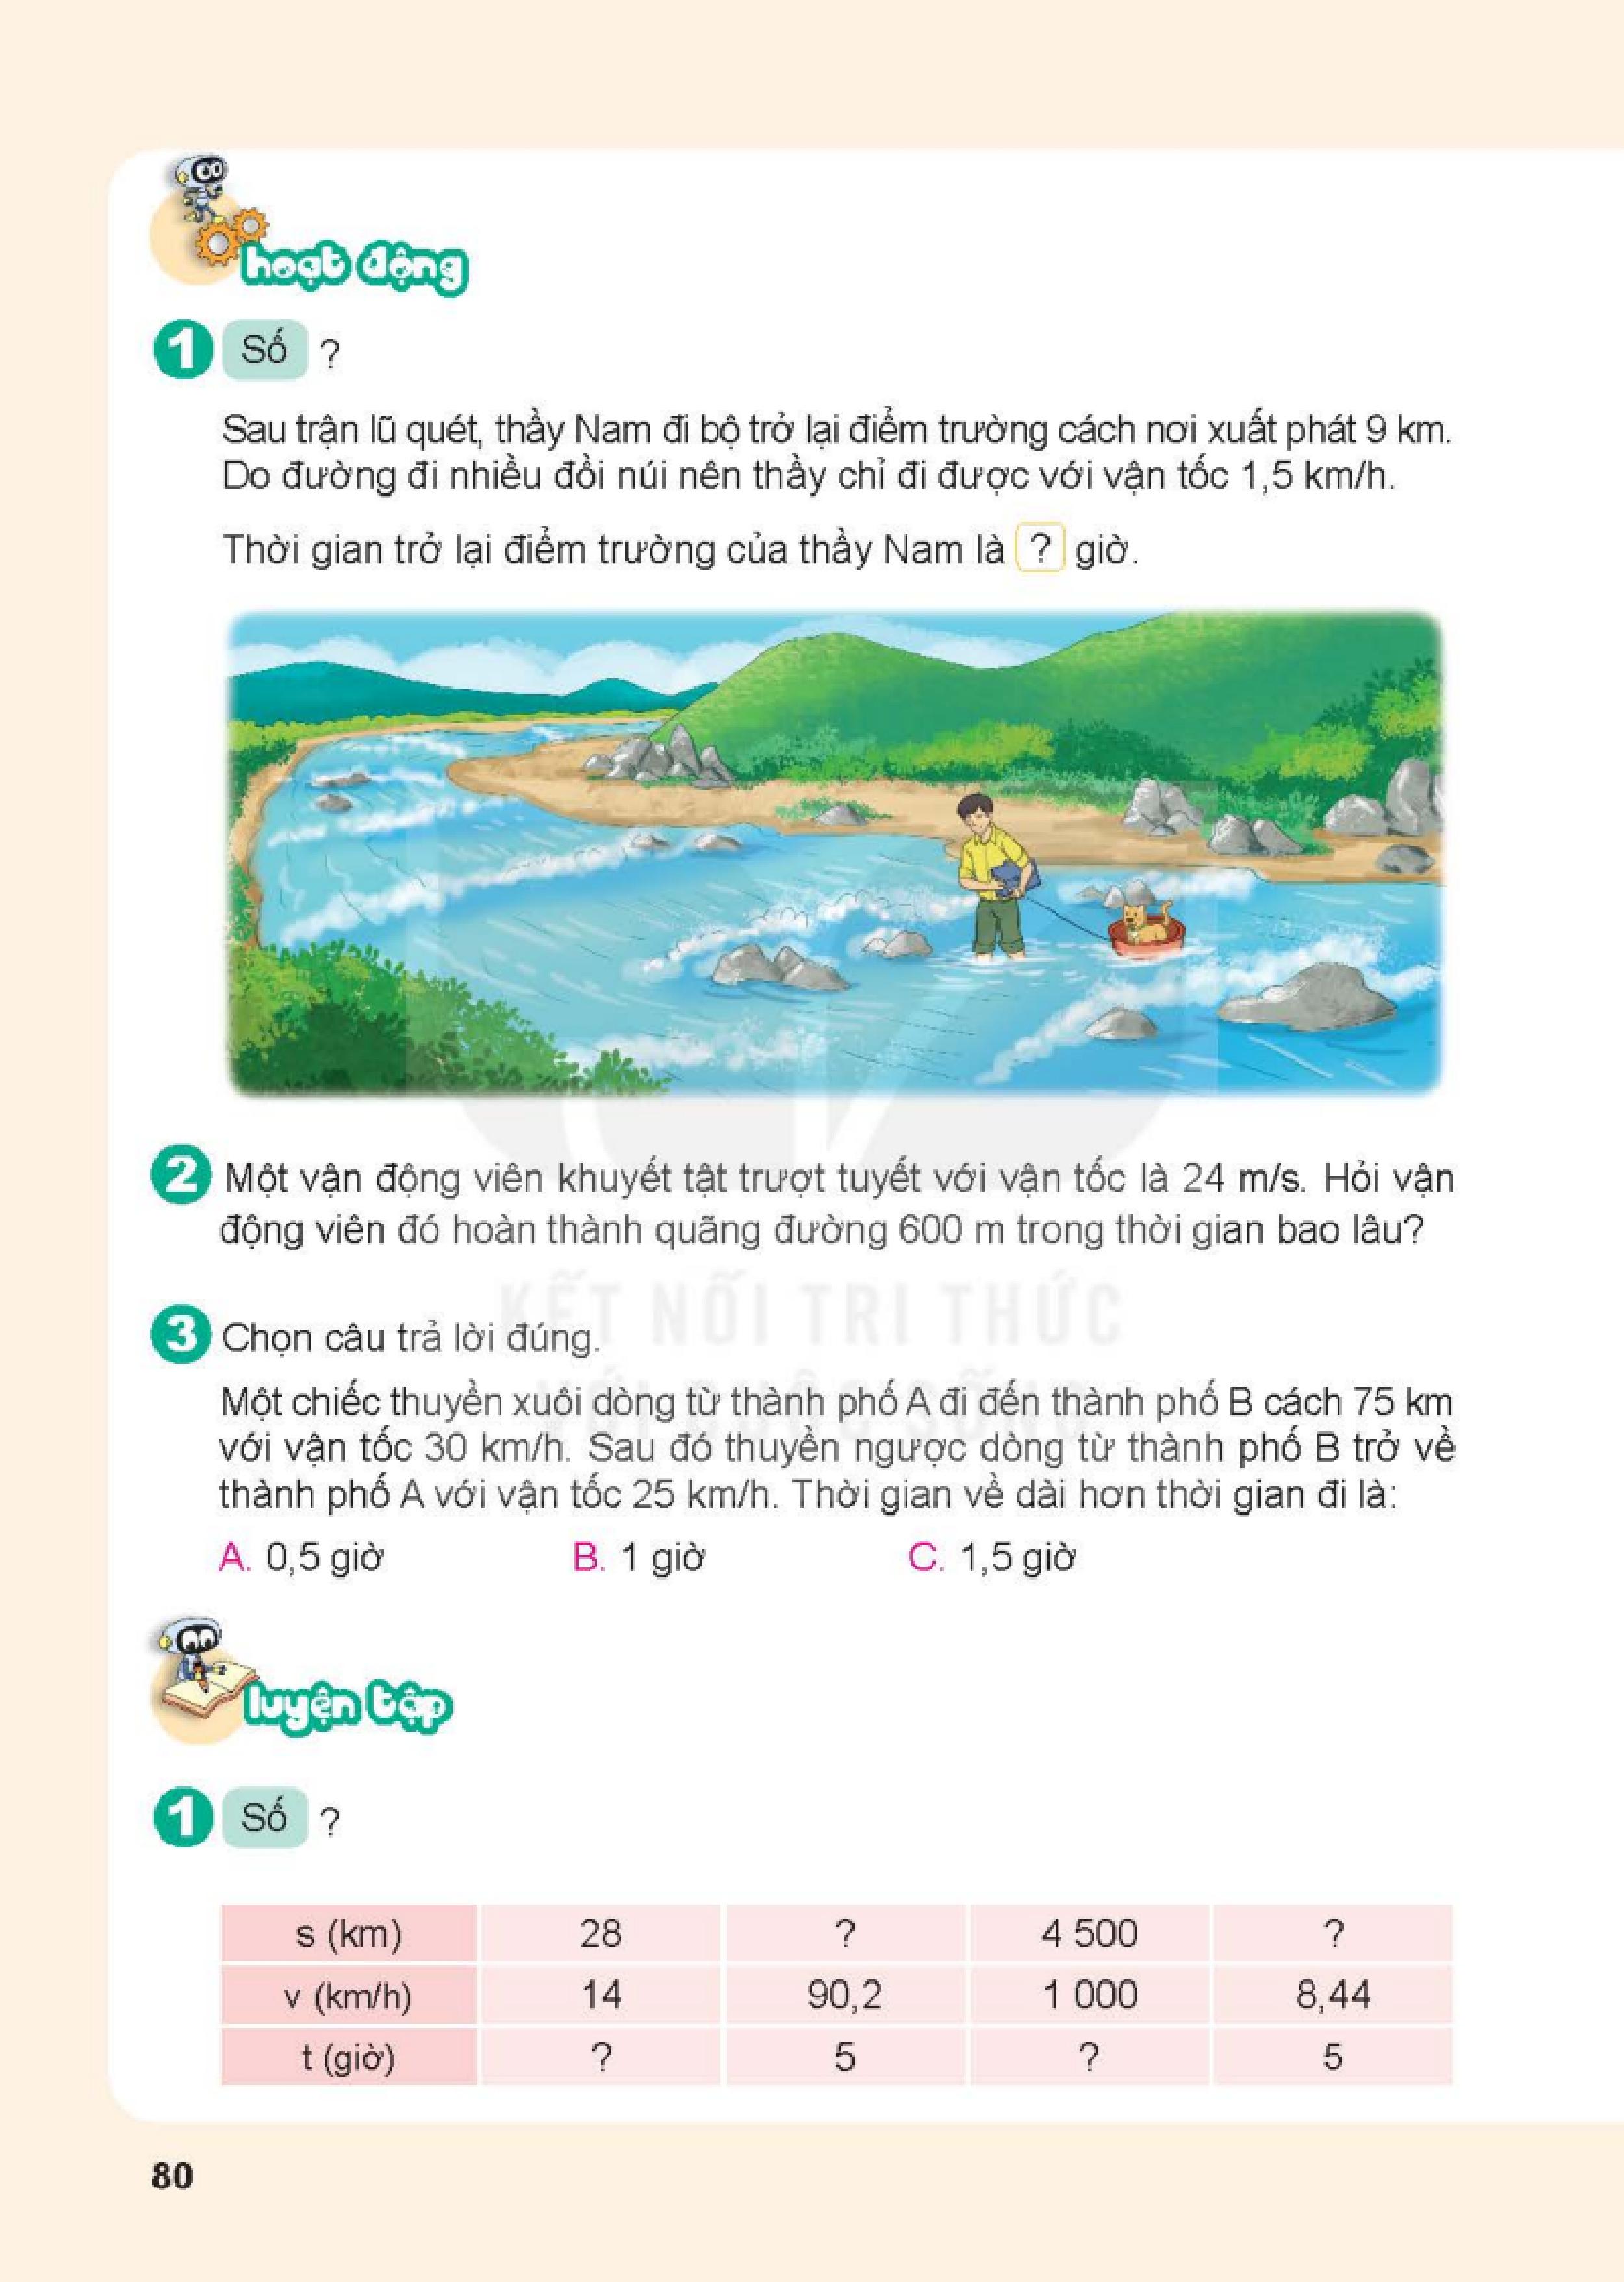 hoạt động
1 Số ?
Sau trận lũ quét, thầy Nam đi bộ trở lại điểm trường cách nơi xuất phát 9 km.
Do đường đi nhiều đồi núi nên thầy chỉ đi được với vận tốc 1,5 km/h.
Thời gian trở lại điểm trường của thầy Nam là ? giờ.
2 Một vận động viên khuyết tật trượt tuyết với vận tốc là 24 m/s. Hỏi vận
động viên đó hoàn thành quãng đường 600 m trong thời gian bao lâu?
KẾT NỐI TRI THỨC
3 Chọn câu trả lời đúng.
VỚI CUỘC SỐNG
Một chiếc thuyền xuôi dòng từ thành phố A đi đến thành phố B cách 75 km
với vận tốc 30 km/h. Sau đó thuyền ngược dòng từ thành phố B trở về
thành phố A với vận tốc 25 km/h. Thời gian về dài hơn thời gian đi là:
A. 0,5 giờ B. 1 giờ C. 1,5 giờ
luyện tập
1 Số ?
s (km) 28 ? 4 500 ?
v (km/h) 14 90,2 1 000 8,44
t (giờ) ? 5 ? 5
80